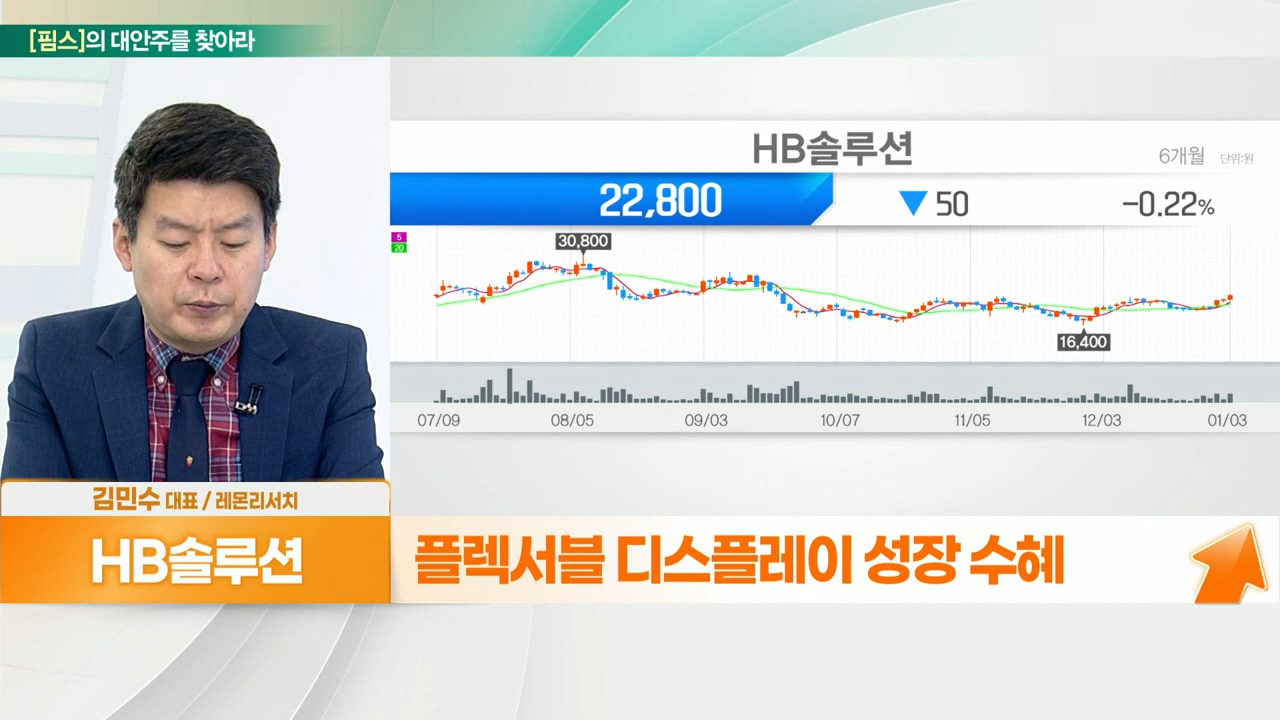 [핌스]의 대안주를 찾아라
HB솔루션
6개월 단위:원
22,800 ▼50 -0.22%
5
20
30,800
16,400
07/09 08/05 09/03 10/07 11/05 12/03 01/03
김민수 대표 / 레몬리서치
HB솔루션
플렉서블 디스플레이 성장 수혜